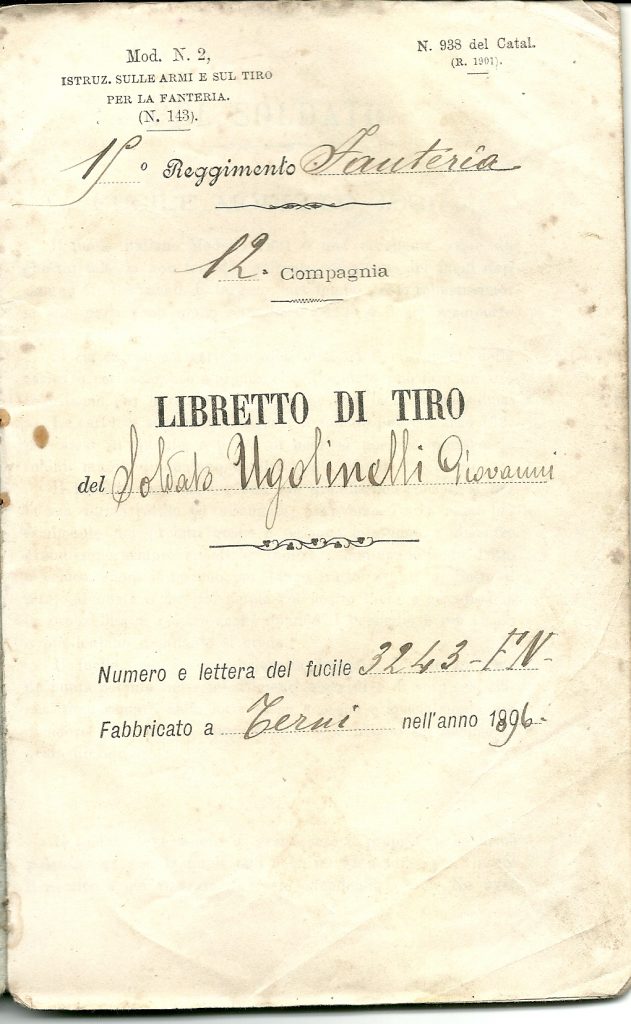 Mod. N. 2,
ISTRUZ. SULLE ARMI E SUL TIRO
PER LA FANTERIA.
(N. 143).
N. 938 del Catal.
(R. 1901).
º Reggimento Fanteria
12.ª Compagnia
LIBRETTO DI TIRO
del Soldato Ugolinelli Giovanni
Numero e lettera del fucile 3243-FN-
Fabbricato a Terni nell'anno 1896.